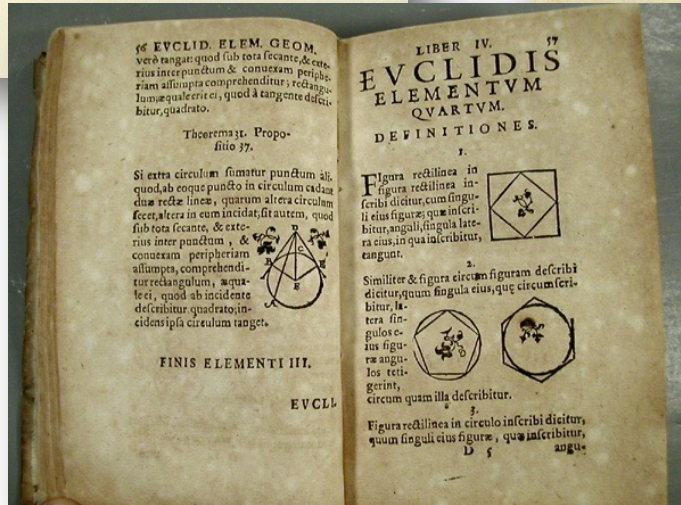 56 EVCLID. ELEM. GEOM.
verò tangat: quod sub tota secante, & exte-
rius inter punctum & conuexam periphe-
riam assumpta comprehenditur; rectangu-
lum, æquale erit ei, quod à tangente descri-
bitur, quadrato.
Theorema 31. Propo-
sitio 37.
Si extra circulum sumatur punctum ali-
quod, ab eoque puncto in circulum cadant
duæ rectæ lineæ, quarum altera circulum
secet, altera in eum incidat; sit autem, quod
sub tota secante, & exte-
rius inter punctum, &
conuexam peripheriam
assumpta, comprehendi-
tur rectangulum, æqua-
le ei, quod ab incidente
describitur quadrato; in-
cidens ipsa circulum tanget.
D
C
B
E
FINIS ELEMENTI III.
EVCLI.
LIBER IV. 57
EVCLIDIS
ELEMENTVM
QVARTVM.
DEFINITIONES.
1.
FIgura rectilinea in
figura rectilinea in-
scribi dicitur, cum singu-
li eius figuræ; quæ inscri-
bitur, anguli, singula late-
ra eius, in qua inscribitur,
tangunt.
2.
Similiter & figura circum figuram describi
dicitur, quum singula eius, quę circumscri-
bitur, la-
tera sin-
gulos e-
ius figu-
ræ angu-
los teti-
gerint,
circum quam illa describitur.
3.
Figura rectilinea in circulo inscribi dicitur,
quum singuli eius figuræ, quæ inscribitur,
D 5 angu-